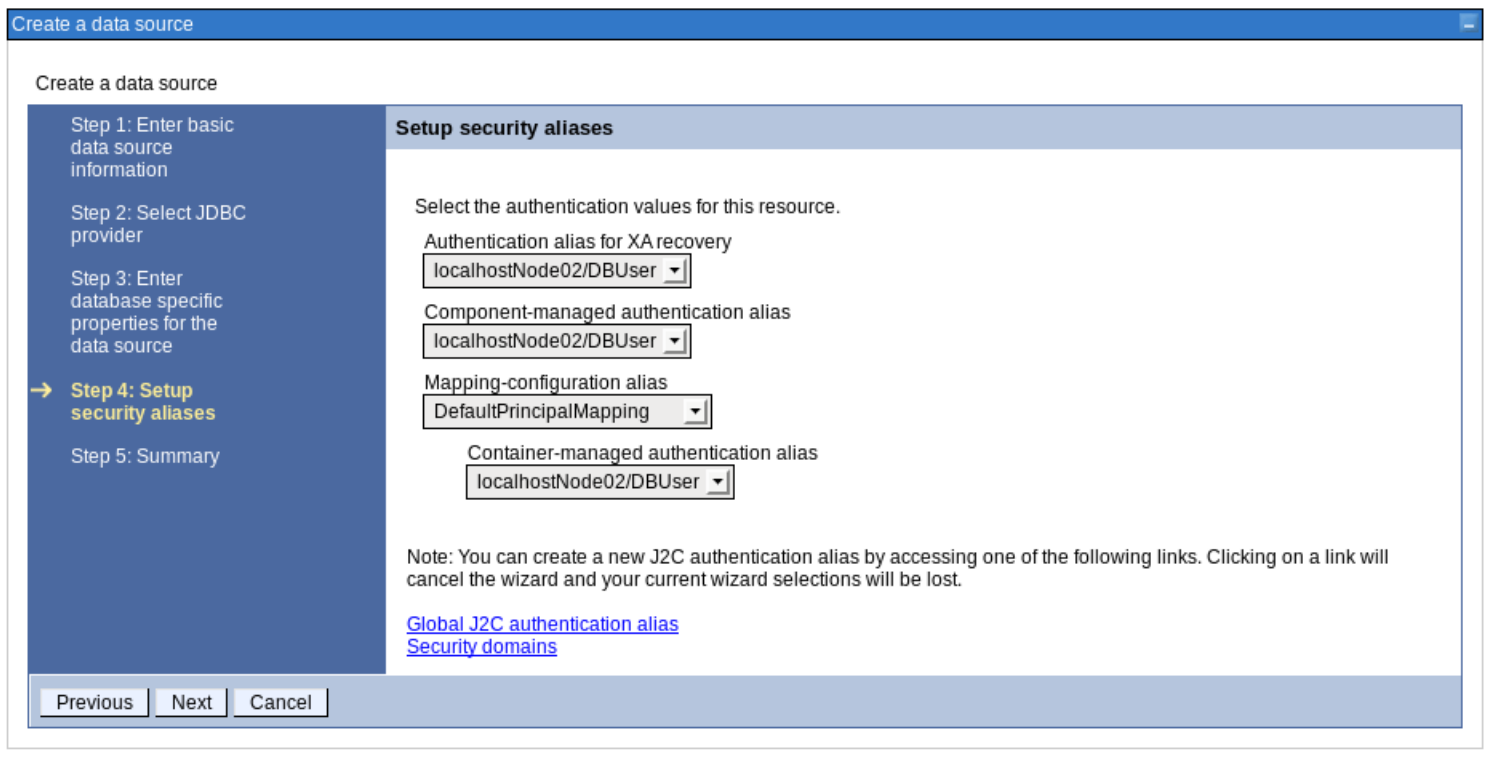 Create a data source
Create a data source
Step 1: Enter basic
data source
information
Step 2: Select JDBC
provider
Step 3: Enter
database specific
properties for the
data source
Step 4: Setup
security aliases
Step 5: Summary
Setup security aliases
Select the authentication values for this resource.
Authentication alias for XA recovery
localhostNode02/DBUser
Component-managed authentication alias
localhostNode02/DBUser
Mapping-configuration alias
DefaultPrincipalMapping
Container-managed authentication alias
localhostNode02/DBUser
Note: You can create a new J2C authentication alias by accessing one of the following links. Clicking on a link will
cancel the wizard and your current wizard selections will be lost.
Global J2C authentication alias
Security domains
Previous Next Cancel